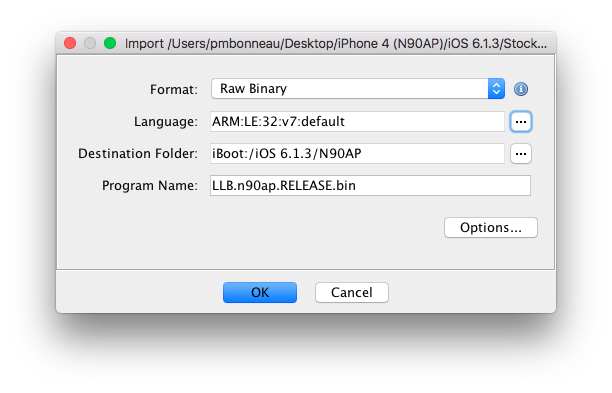 Import /Users/pmbonneau/Desktop/iPhone 4 (N90AP)/iOS 6.1.3/Stock...
Format: Raw Binary
Language: ARM:LE:32:v7:default ...
Destination Folder: iBoot:/iOS 6.1.3/N90AP ...
Program Name: LLB.n90ap.RELEASE.bin
Options...
OK Cancel